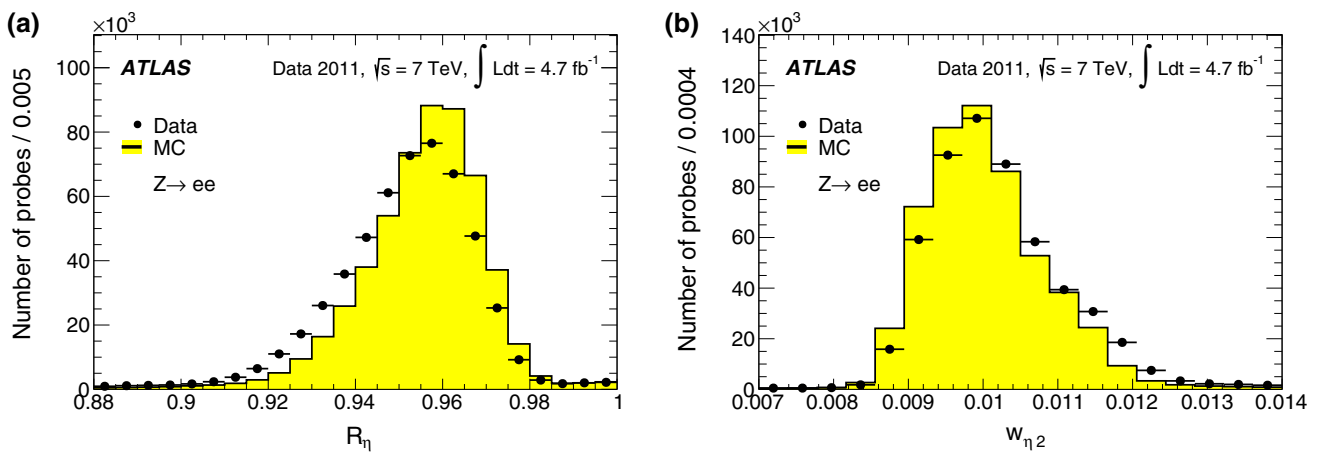 (a)
×10³
Number of probes / 0.005
100
80
60
40
20
0
ATLAS
Data 2011, √s = 7 TeV, ∫ Ldt = 4.7 fb⁻¹
Data
MC
Z→ ee
0.88 0.9 0.92 0.94 0.96 0.98 1
Rη
(b)
×10³
Number of probes / 0.0004
140
120
100
80
60
40
20
0
ATLAS
Data 2011, √s = 7 TeV, ∫ Ldt = 4.7 fb⁻¹
Data
MC
Z→ ee
0.007 0.008 0.009 0.01 0.011 0.012 0.013 0.014
wη 2